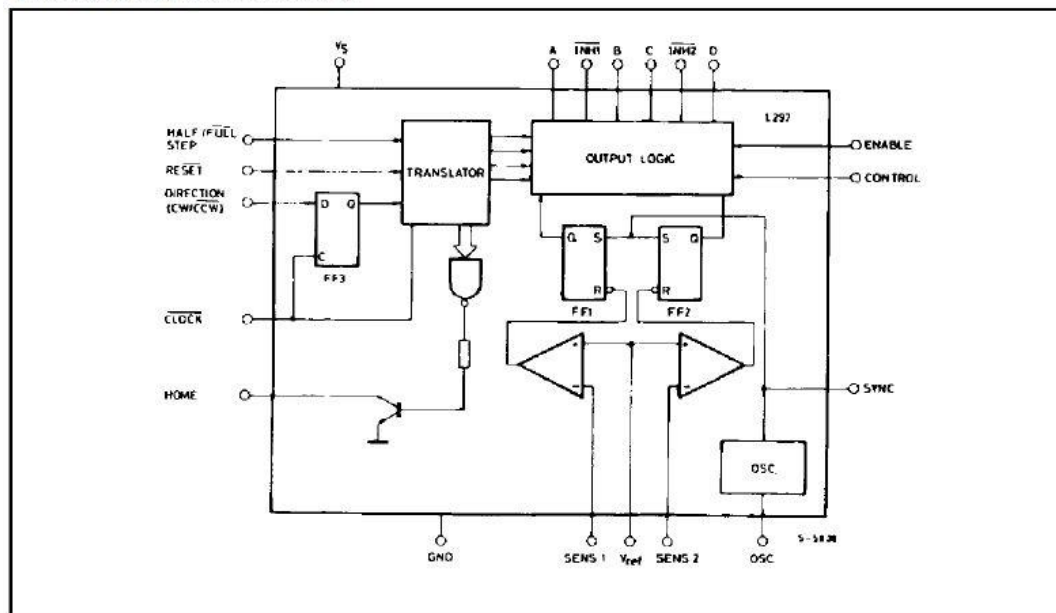 Vs
A INH1 B C INH2 D
L297
HALF/FULL
STEP
RESET
DIRECTION
(CW/CCW)
TRANSLATOR
OUTPUT LOGIC
ENABLE
CONTROL
D Q
C
FF3
Q S
R
FF1
S Q
R
FF2
CLOCK
+
-
+
-
HOME
SYNC
OSC.
GND
SENS 1
Vref
SENS 2
OSC